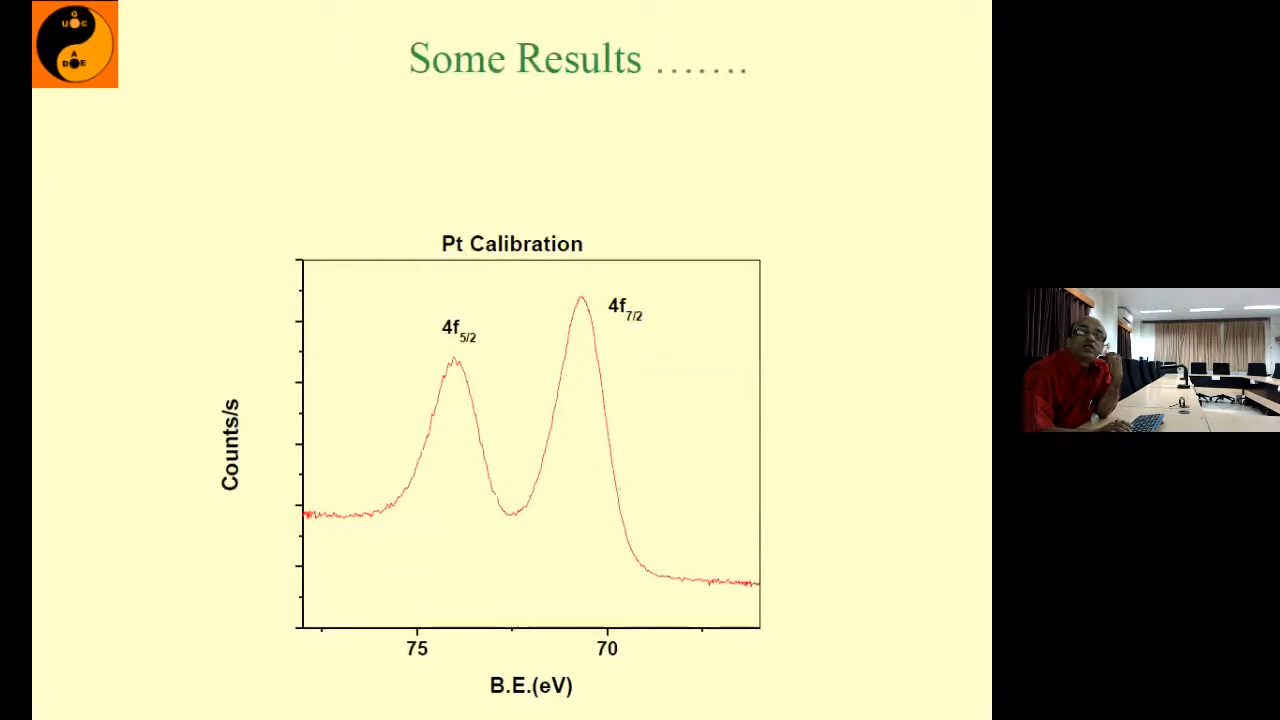 G
U G C
A
D E
Some Results …….
Pt Calibration
4f7/2
4f5/2
Counts/s
75 70
B.E.(eV)